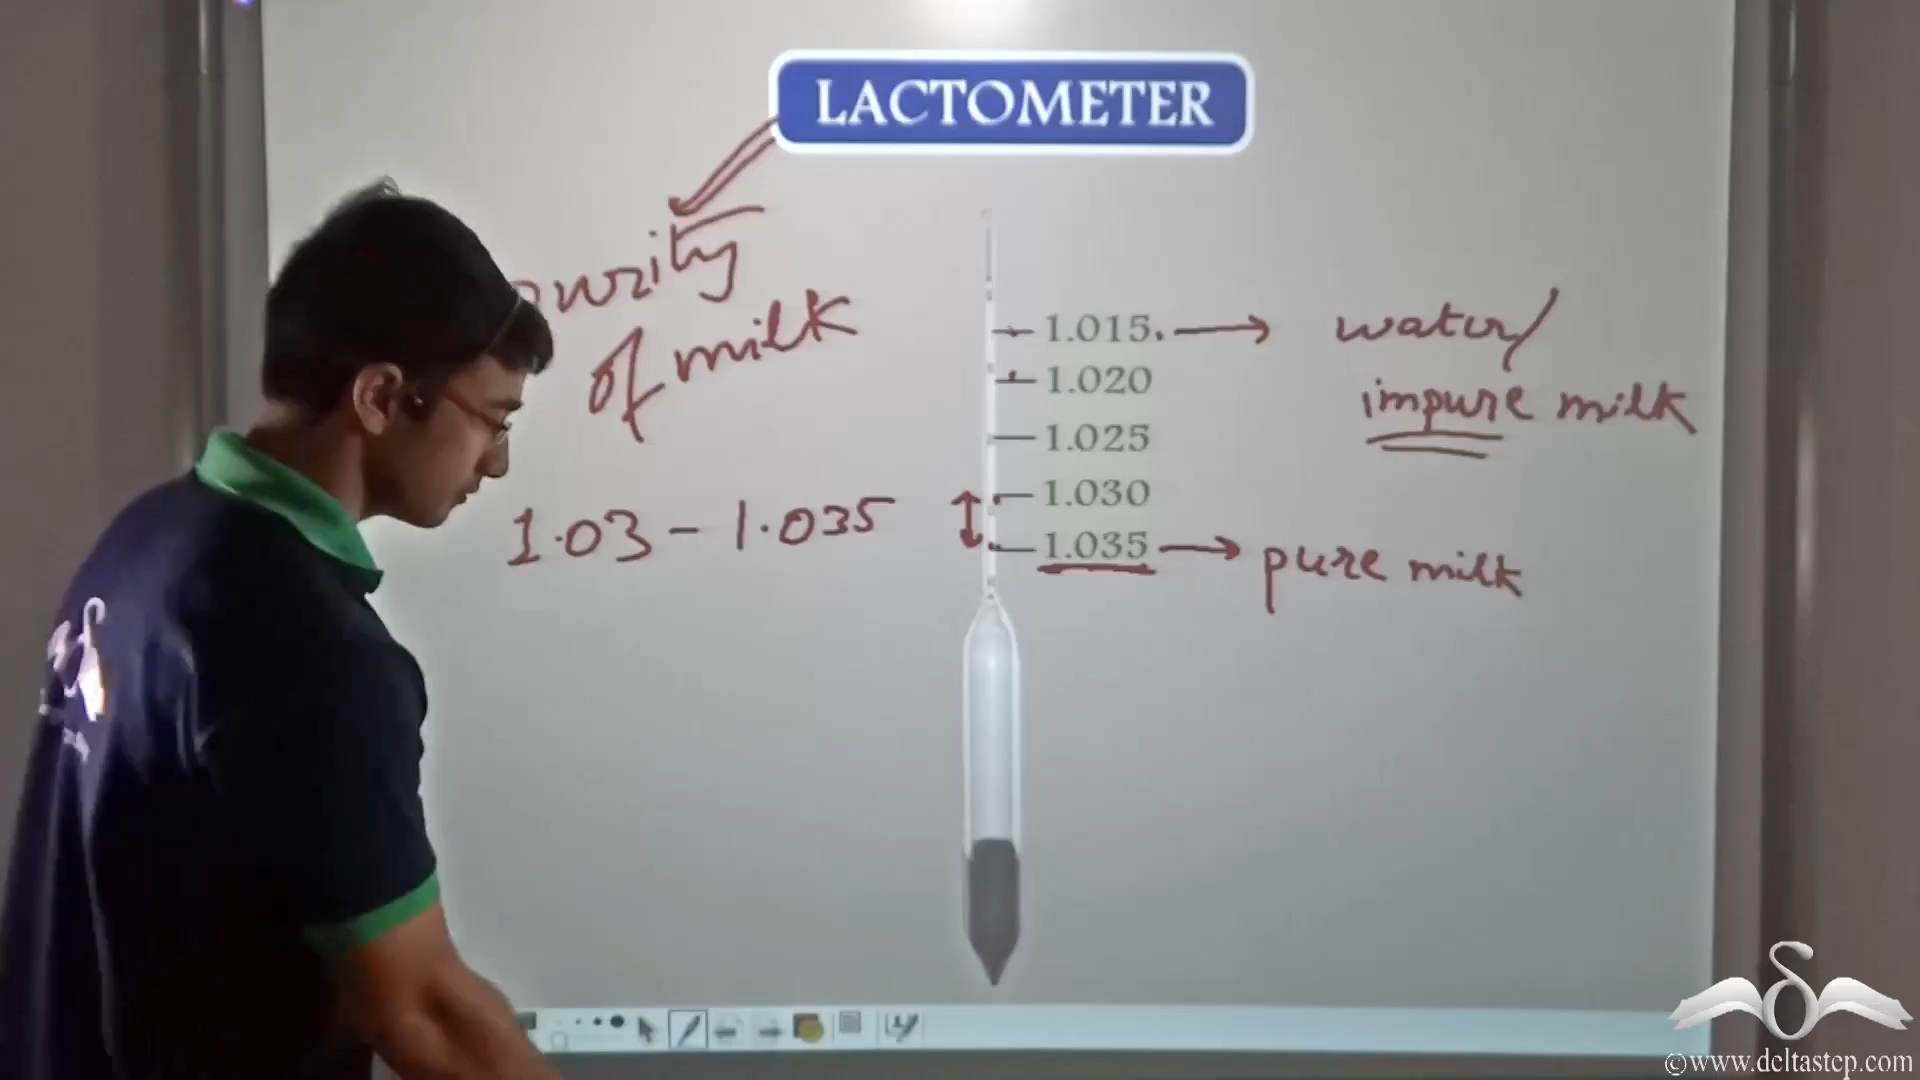 LACTOMETER
purity
of milk
1.015. water/
1.020
impure milk
1.025
1.030
1.03 - 1.035
1.035 pure milk
©www.deltastep.com